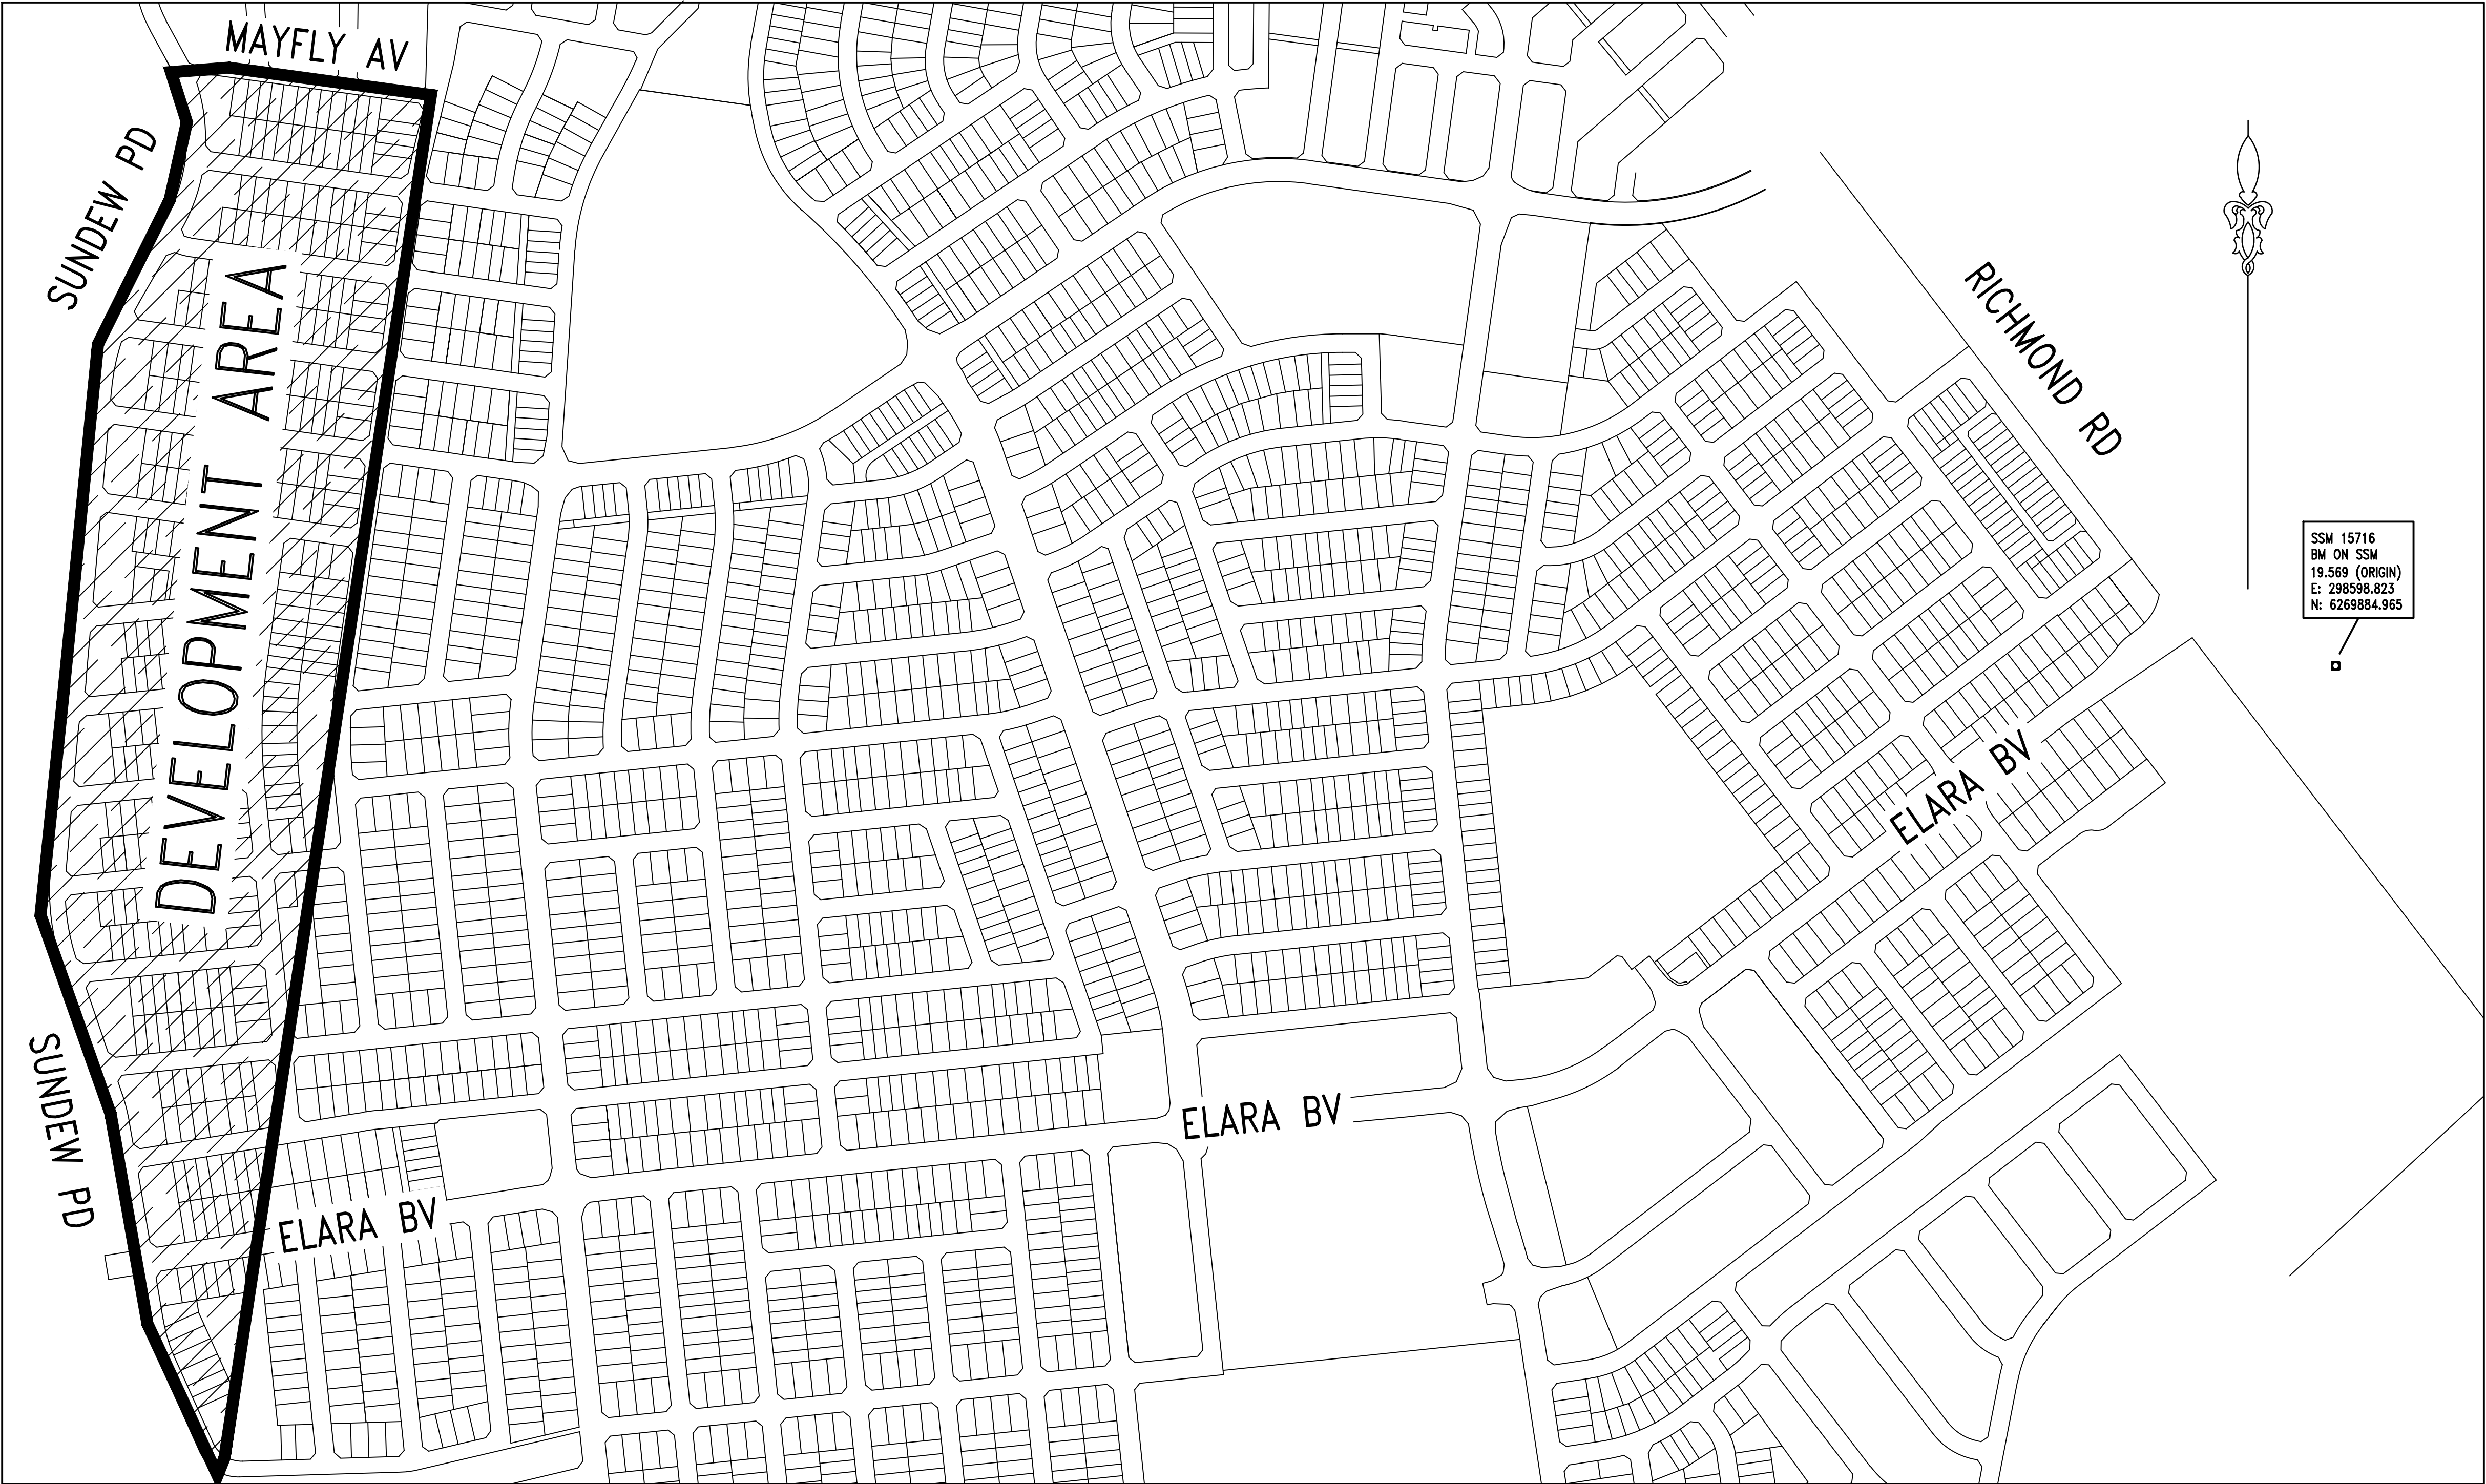 MAYFLY AV
SUNDEW PD
DEVELOPMENT AREA
RICHMOND RD
SSM 15716
BM ON SSM
19.569 (ORIGIN)
E: 298598.823
N: 6269884.965
ELARA BV
ELARA BV
SUNDEW PD
ELARA BV